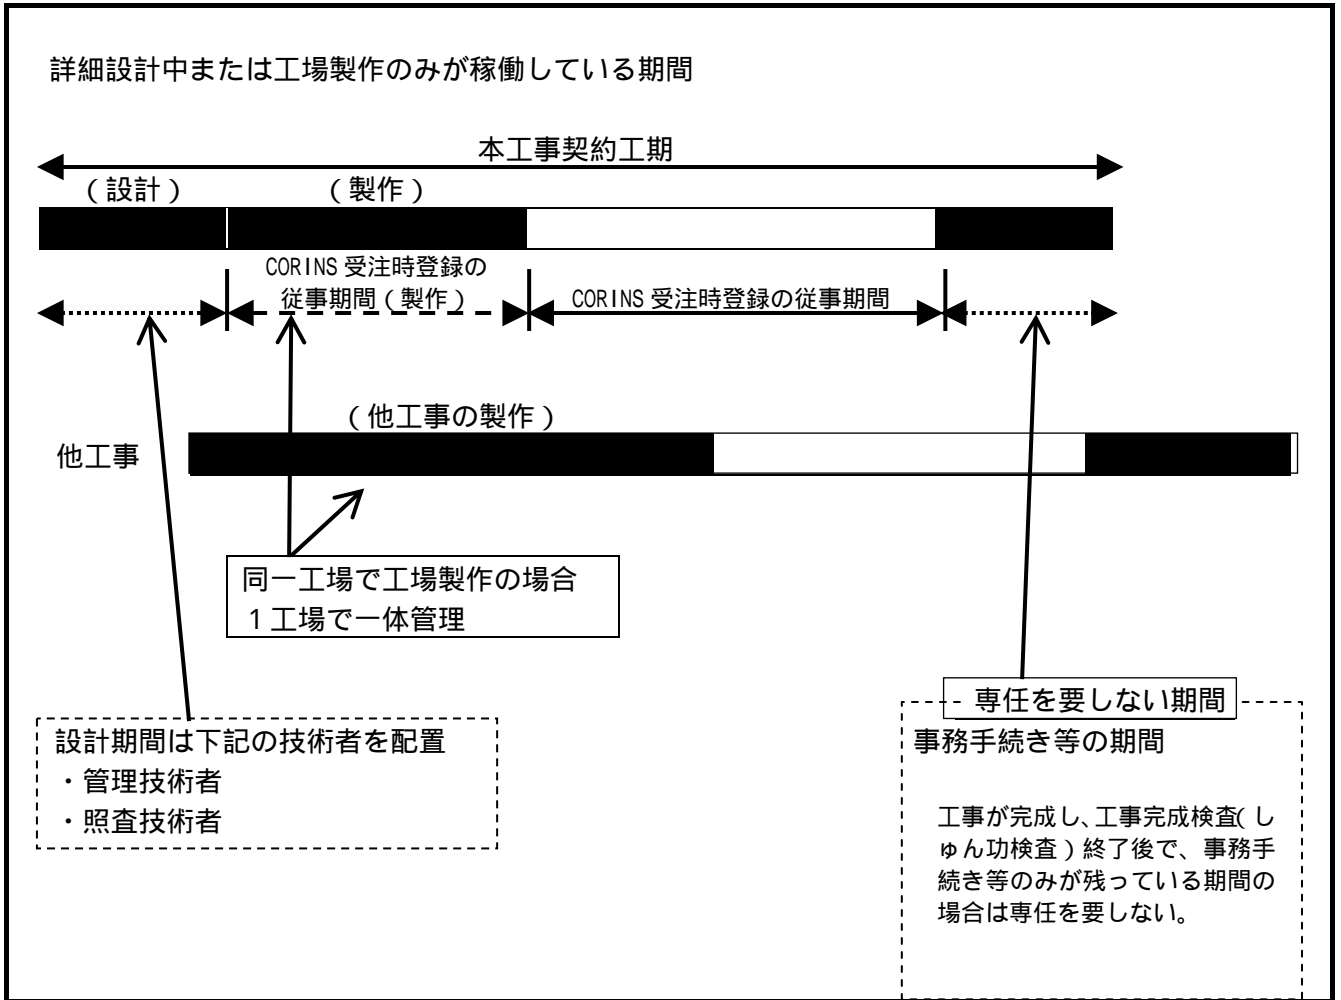 詳細設計中または工場製作のみが稼働している期間
本工事契約工期
（設計）
（製作）
CORINS 受注時登録の
従事期間（製作）
CORINS 受注時登録の従事期間
（他工事の製作）
他工事
同一工場で工場製作の場合
１工場で一体管理
専任を要しない期間
設計期間は下記の技術者を配置
・管理技術者
・照査技術者
事務手続き等の期間
工事が完成し、工事完成検査（し
ゅん功検査）終了後で、事務手
続き等のみが残っている期間の
場合は専任を要しない。